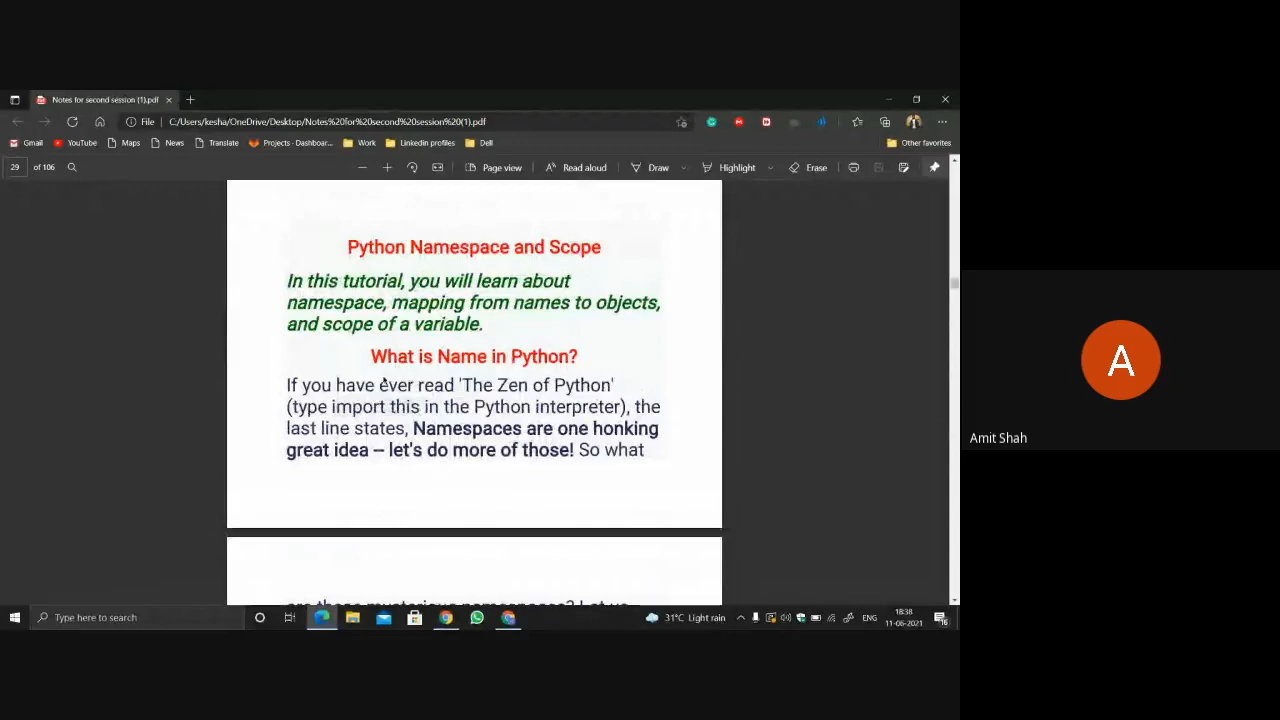 Notes for second session (1).pdf
File
C:/Users/kesha/OneDrive/Desktop/Notes%20for%20second%20session%20(1).pdf
Gmail YouTube Maps News Translate Projects - Dashboar... Work Linkedin profiles Dell Other favorites
29 of 106 Page view Read aloud Draw Highlight Erase
Python Namespace and Scope
In this tutorial, you will learn about
namespace, mapping from names to objects,
and scope of a variable.
What is Name in Python?
If you have ever read 'The Zen of Python'
(type import this in the Python interpreter), the
last line states, Namespaces are one honking
great idea – let's do more of those! So what
A
Amit Shah
Type here to search
31°C Light rain
ENG
18:38
11-06-2021